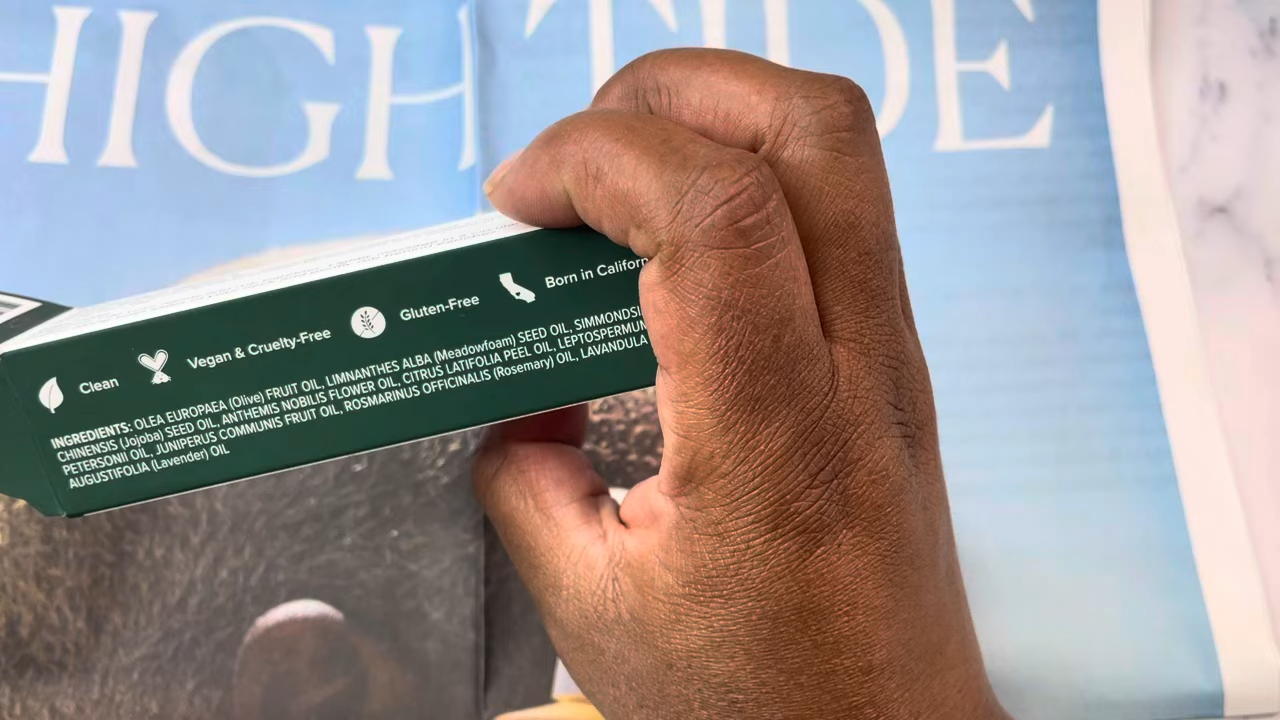 HIGH TIDE
Clean
Vegan & Cruelty-Free
Gluten-Free
Born in Californ
INGREDIENTS: OLEA EUROPAEA (Olive) FRUIT OIL, LIMNANTHES ALBA (Meadowfoam) SEED OIL, SIMMONDSI
CHINENSIS (Jojoba) SEED OIL, ANTHEMIS NOBILIS FLOWER OIL, CITRUS LATIFOLIA PEEL OIL, LEPTOSPERMUM
PETERSONII OIL, JUNIPERUS COMMUNIS FRUIT OIL, ROSMARINUS OFFICINALIS (Rosemary) OIL, LAVANDULA
AUGUSTIFOLIA (Lavender) OIL